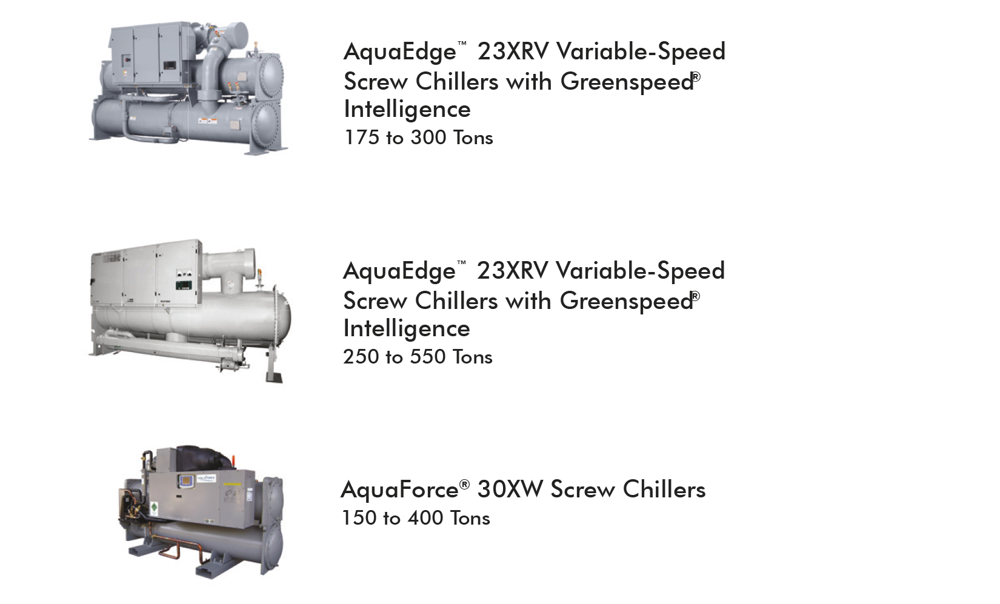 AquaEdge™ 23XRV Variable-Speed
Screw Chillers with Greenspeed®
Intelligence
175 to 300 Tons
AquaEdge™ 23XRV Variable-Speed
Screw Chillers with Greenspeed®
Intelligence
250 to 550 Tons
AquaForce® 30XW Screw Chillers
150 to 400 Tons